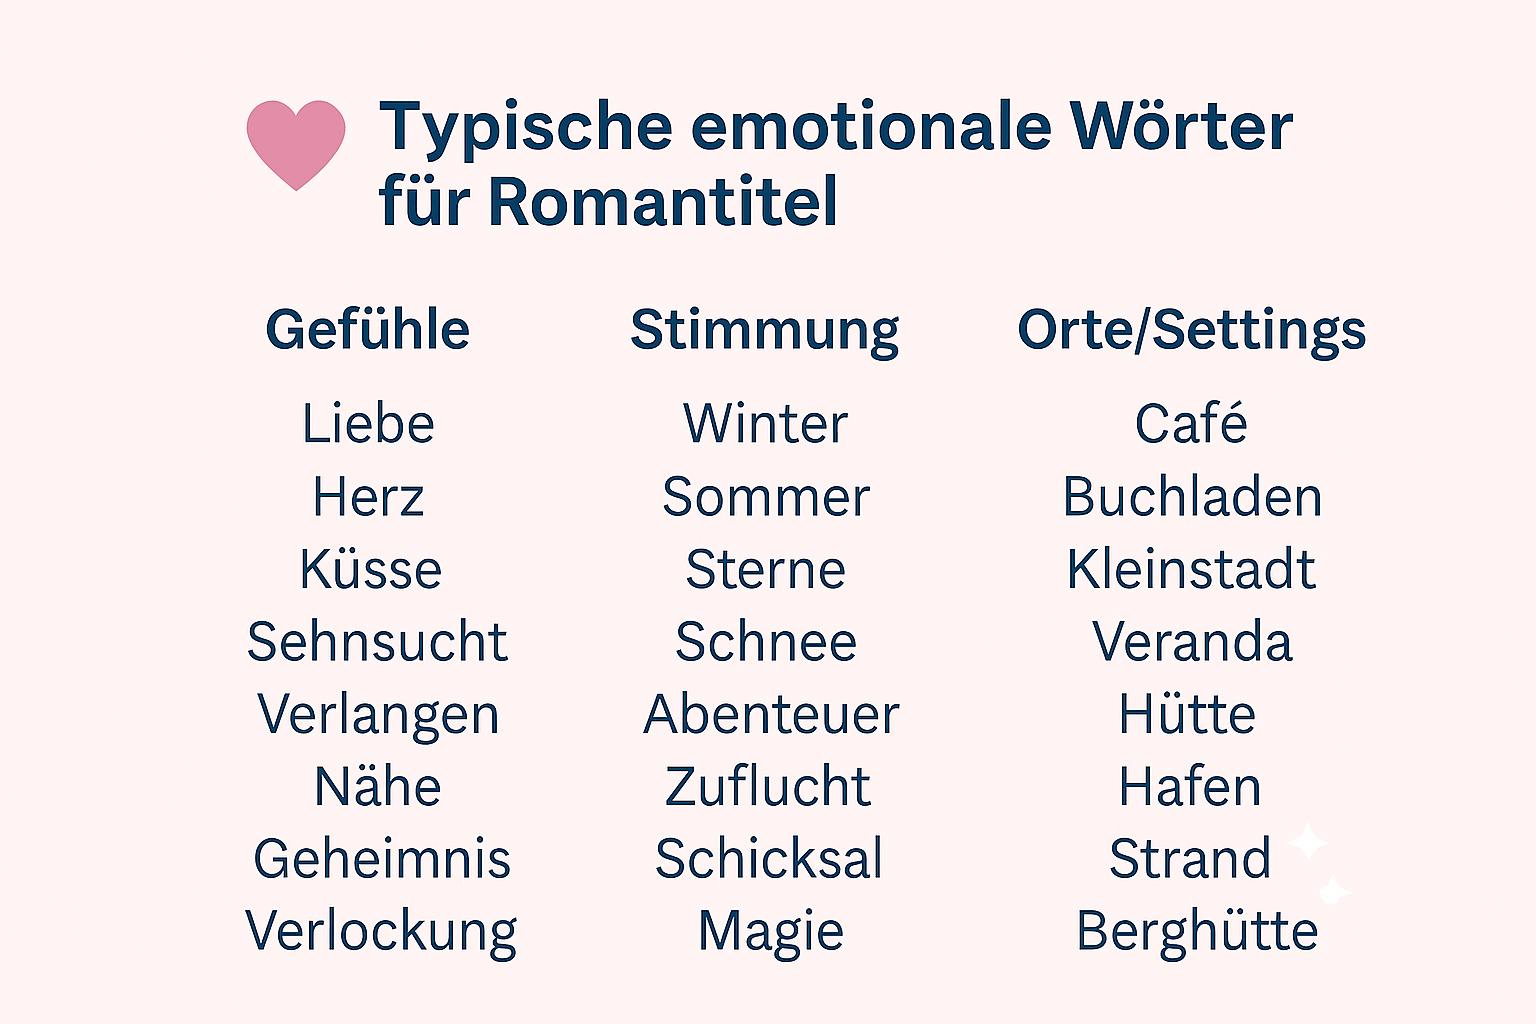 Typische emotionale Wörter
für Romantitel
Gefühle Stimmung Orte/Settings
Liebe Winter Café
Herz Sommer Buchladen
Küsse Sterne Kleinstadt
Sehnsucht Schnee Veranda
Verlangen Abenteuer Hütte
Nähe Zuflucht Hafen
Geheimnis Schicksal Strand
Verlockung Magie Berghütte